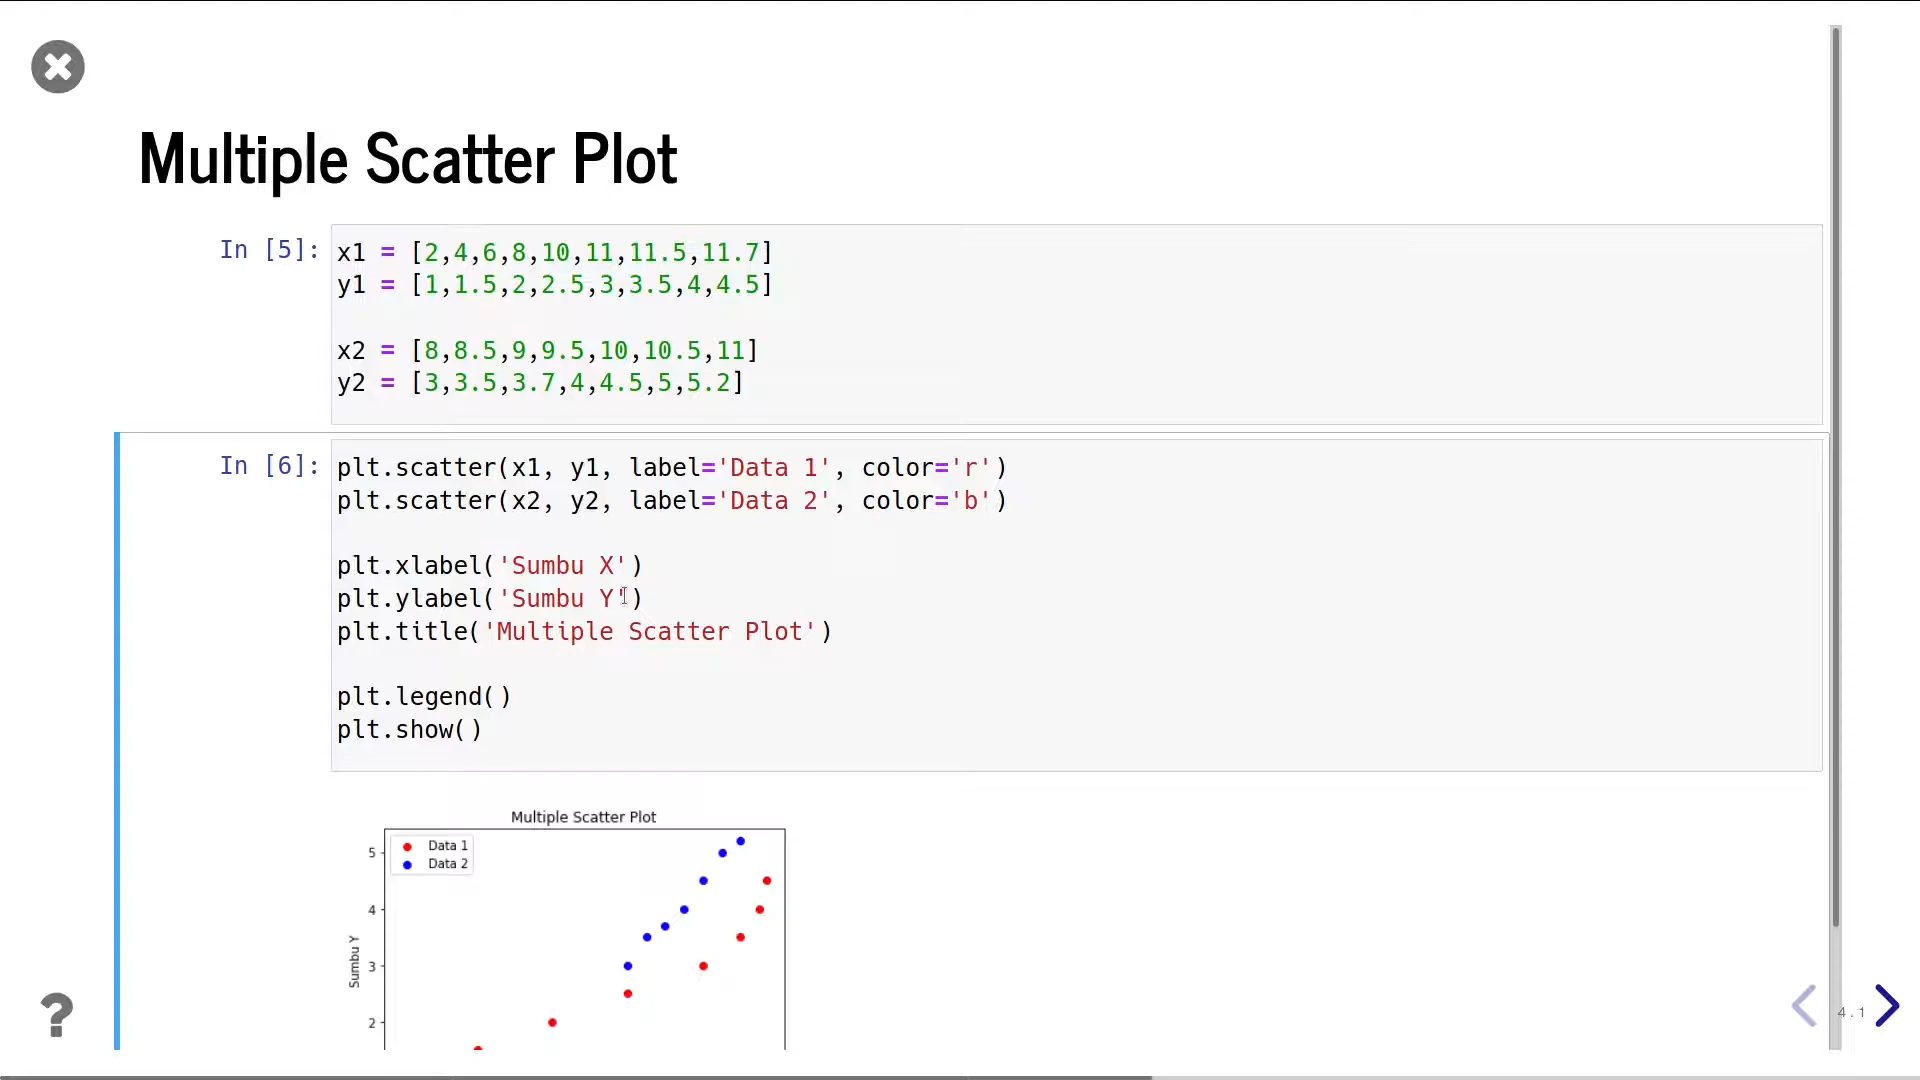 Multiple Scatter Plot
In [5]:
x1 = [2,4,6,8,10,11,11.5,11.7]
y1 = [1,1.5,2,2.5,3,3.5,4,4.5]
x2 = [8,8.5,9,9.5,10,10.5,11]
y2 = [3,3.5,3.7,4,4.5,5,5.2]
In [6]:
plt.scatter(x1, y1, label='Data 1', color='r')
plt.scatter(x2, y2, label='Data 2', color='b')
plt.xlabel('Sumbu X')
plt.ylabel('Sumbu Y')
plt.title('Multiple Scatter Plot')
plt.legend()
plt.show()
Multiple Scatter Plot
Data 1
Data 2
5
4
3
2
Sumbu Y
4.1